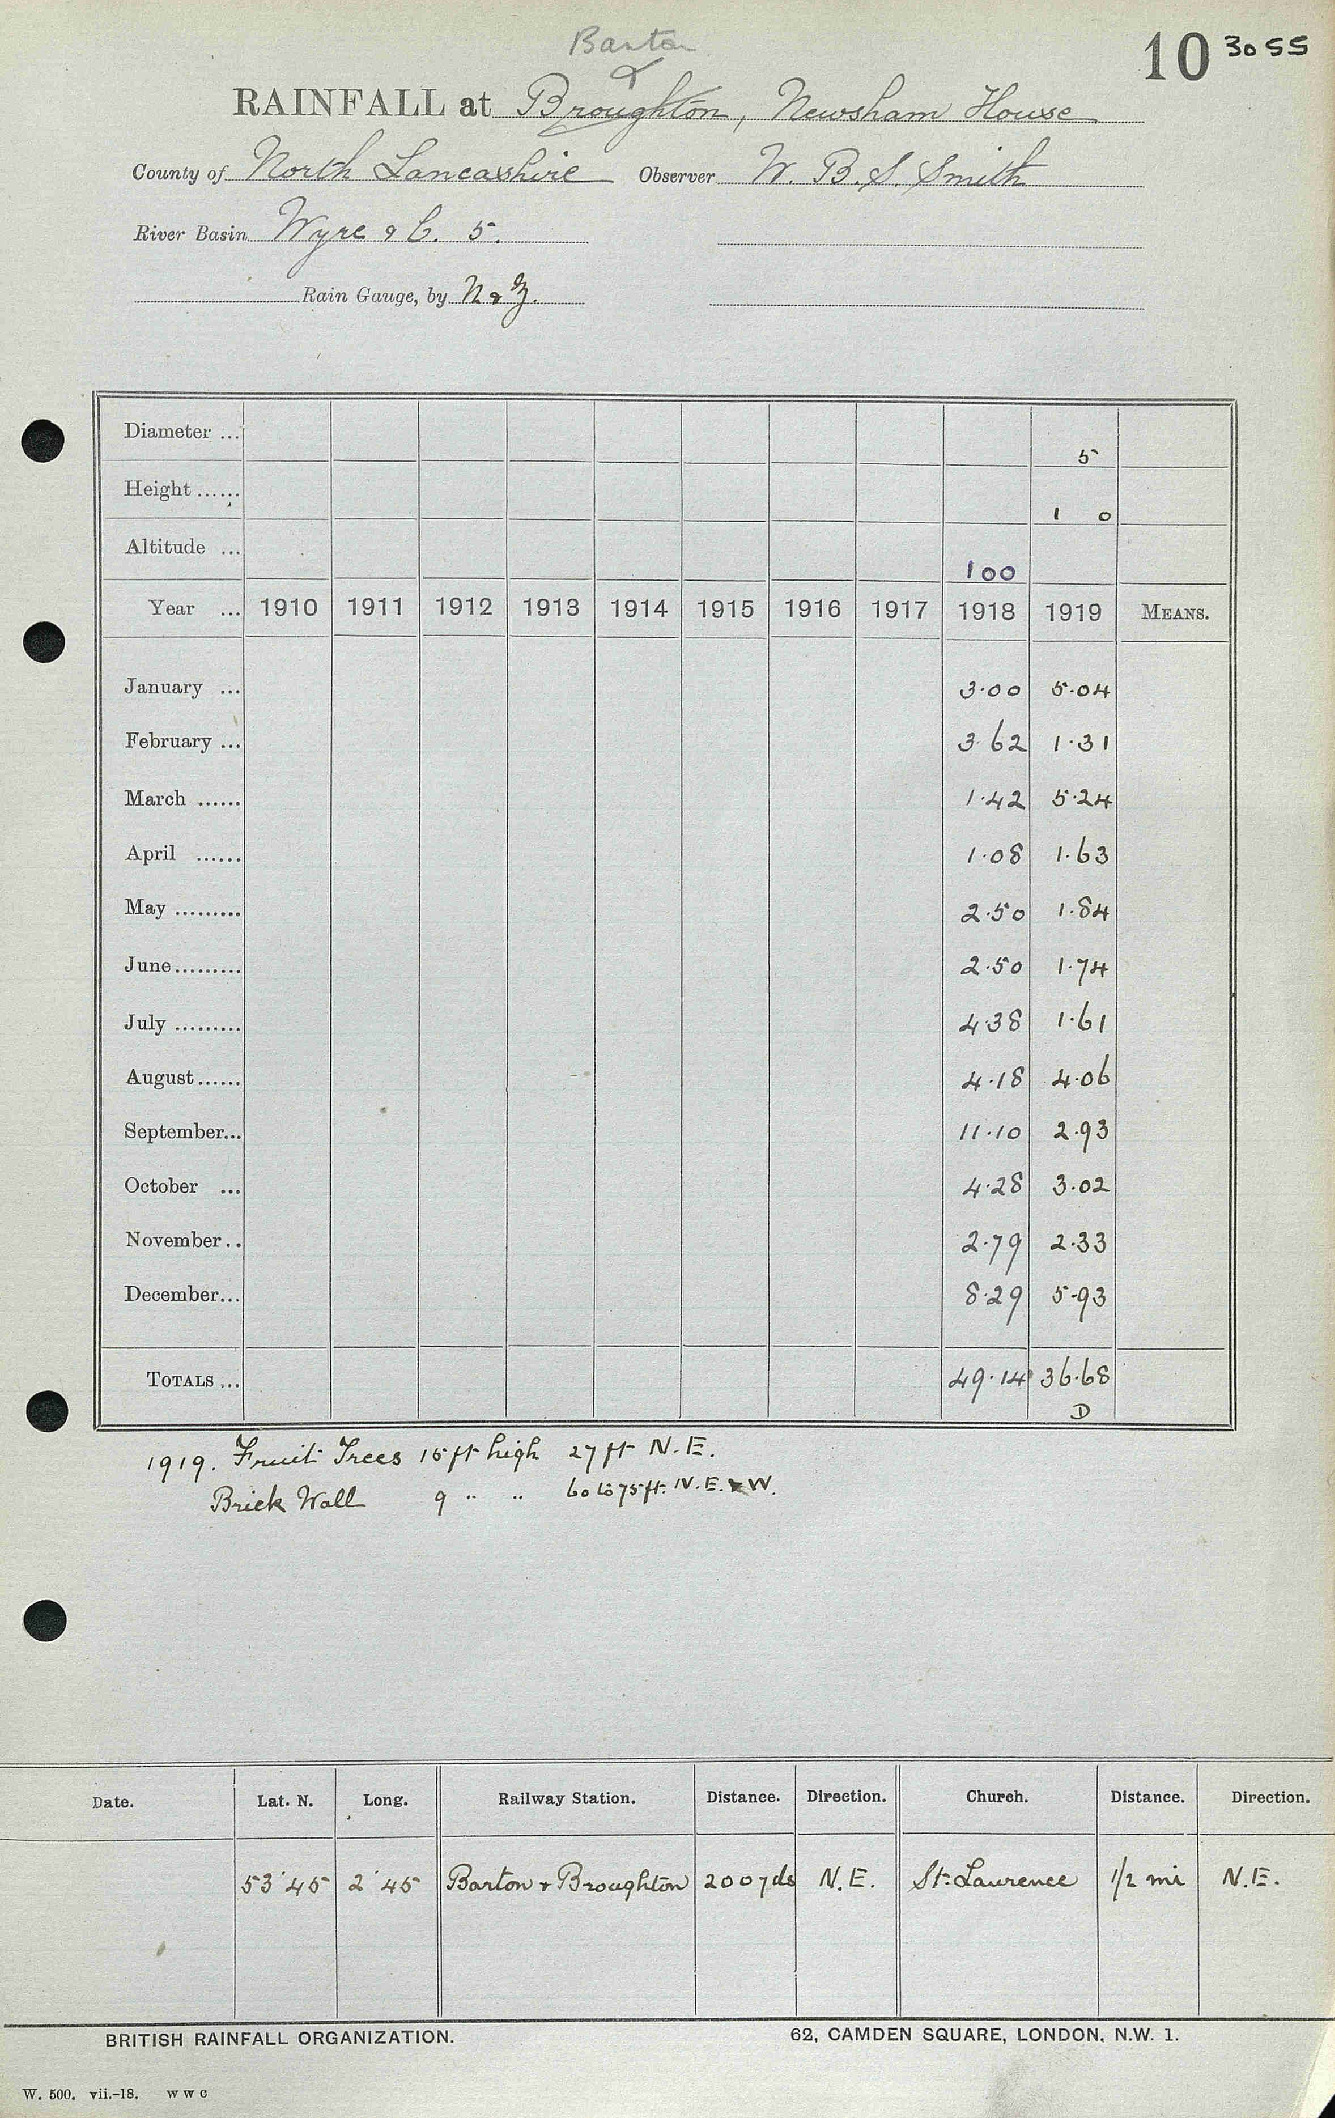 Barton &
10 3055
RAINFALL at Broughton, Newsham House
County of North Lancashire Observer W. B. S. Smith
River Basin Wyre & C. 5.
Rain Gauge, by N & Z.
Diameter ... 5
Height ...... 1 0
Altitude ... 100
Year ... 1910 1911 1912 1913 1914 1915 1916 1917 1918 1919 MEANS.
January ... 3.00 5.04
February ... 3.62 1.31
March ...... 1.42 5.24
April ...... 1.08 1.63
May ......... 2.50 1.84
June......... 2.50 1.74
July ......... 4.38 1.61
August...... 4.18 4.06
September... 11.10 2.93
October ... 4.28 3.02
November.. 2.79 2.33
December... 8.29 5.93
TOTALS ... 49.14 36.68
D
1919. Fruit Trees 15 ft high 27 ft N.E.
Brick Wall 9 " " 60 to 75 ft. N.E. & W.
Date. Lat. N. Long. Railway Station. Distance. Direction. Church. Distance. Direction.
53°45 2°45 Barton & Broughton 200 yds N.E. St. Laurence 1/2 mi N.E.
BRITISH RAINFALL ORGANIZATION. 62, CAMDEN SQUARE, LONDON, N.W. 1.
W. 500. vii.-18. W W C